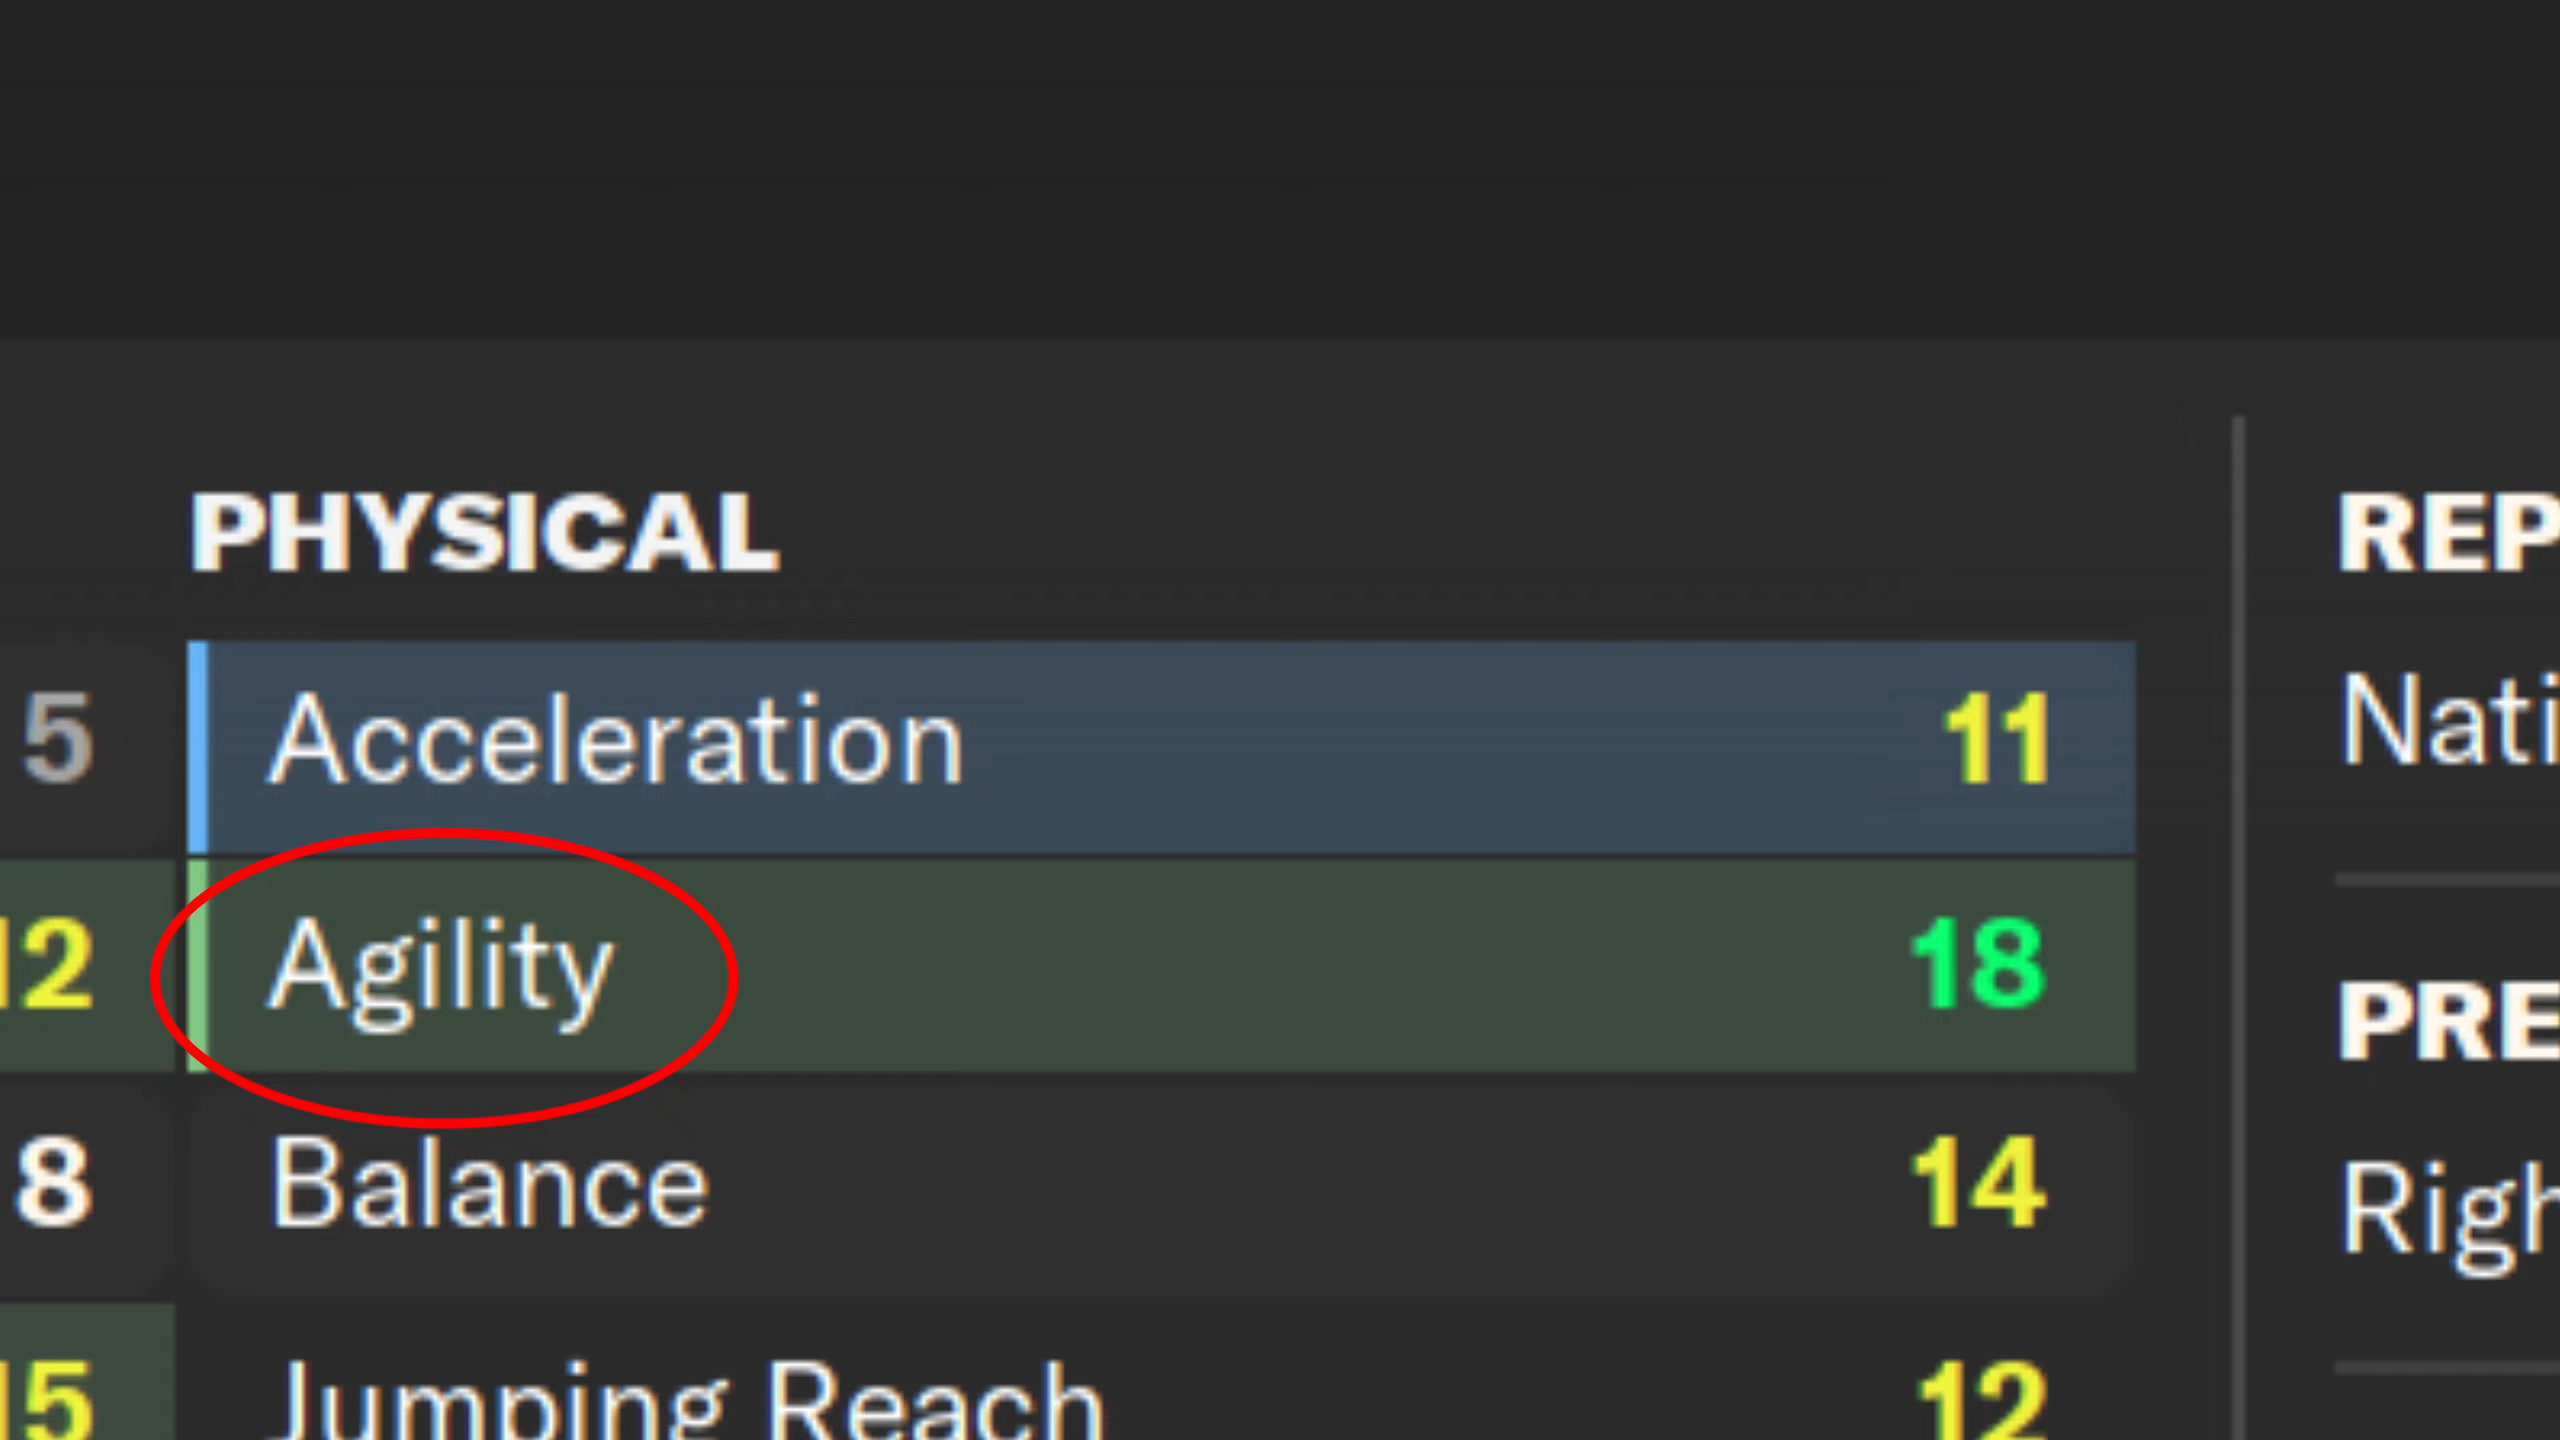 PHYSICAL
REP
5
Acceleration 11
Nati
12
Agility 18
PRE
8
Balance 14
Righ
15
Jumping Reach 12